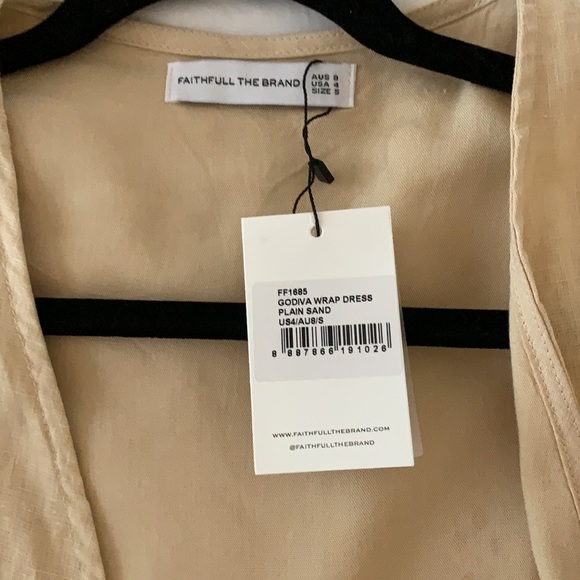 FAITHFULL THE BRAND
AUS 8
USA 4
SIZE S
FF1685
GODIVA WRAP DRESS
PLAIN SAND
US4/AU8/S
8 887866 191026
WWW.FAITHFULLTHEBRAND.COM
@FAITHFULLTHEBRAND